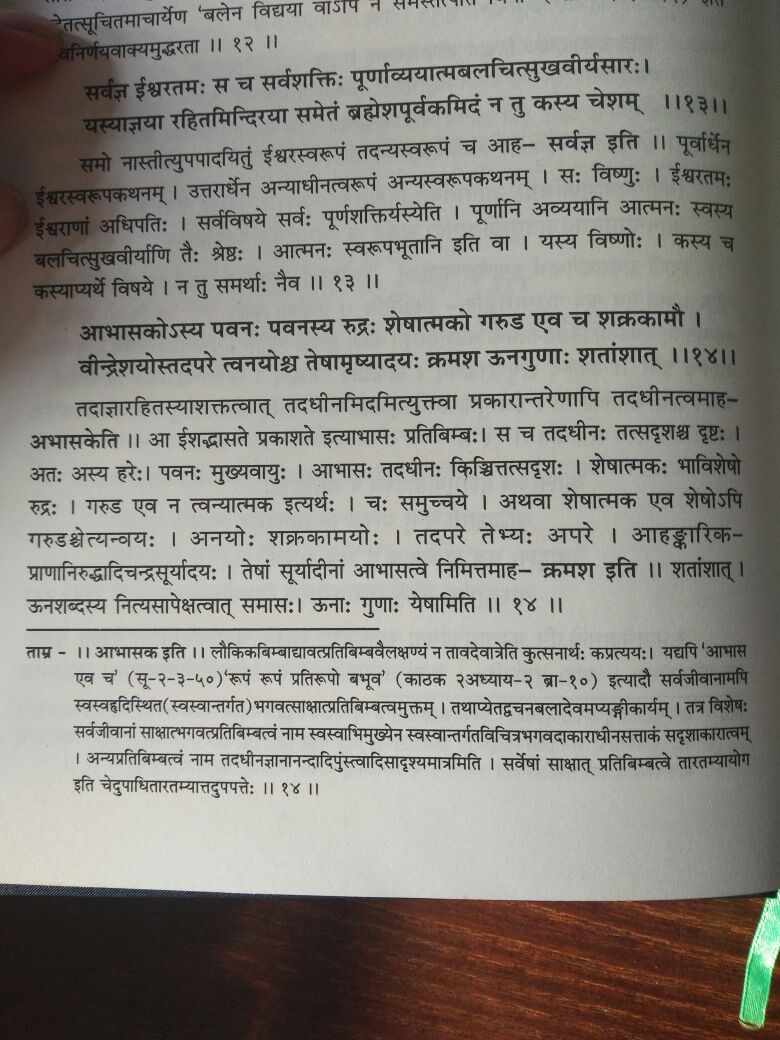 तत्सूचितमाचार्येण 'बलेन विद्यया वाऽपि न
वनिर्णयवाक्यमुद्धरता ॥ १२ ॥
सर्वज्ञ ईश्वरतमः स च सर्वशक्तिः पूर्णाव्ययात्मबलचित्सुखवीर्यसारः।
यस्याज्ञया रहितमिन्दिरया समेतं ब्रह्मेशपूर्वकमिदं न तु कस्य चेशम् ॥१३॥
समो नास्तीत्युपपादयितुं ईश्वरस्वरूपं तदन्यस्वरूपं च आह– सर्वज्ञ इति ॥ पूर्वार्धेन
ईश्वरस्वरूपकथनम् । उत्तरार्धेन अन्याधीनत्वरूपं अन्यस्वरूपकथनम् । सः विष्णुः । ईश्वरतमः
ईश्वराणां अधिपतिः । सर्वविषये सर्वः पूर्णशक्तिर्यस्येति । पूर्णानि अव्ययानि आत्मनः स्वस्य
बलचित्सुखवीर्याणि तैः श्रेष्ठः । आत्मनः स्वरूपभूतानि इति वा । यस्य विष्णोः । कस्य च
कस्याप्यर्थे विषये । न तु समर्थाः नैव ॥ १३ ॥
आभासकोऽस्य पवनः पवनस्य रुद्रः शेषात्मको गरुड एव च शक्रकामौ ।
वीन्द्रेशयोस्तदपरे त्वनयोश्च तेषामृष्यादयः क्रमश ऊनगुणाः शतांशात् ॥१४॥
तदाज्ञारहितस्याशक्तत्वात् तदधीनमिदमित्युक्त्वा प्रकारान्तरेणापि तदधीनत्वमाह–
अभासकेति ॥ आ ईशद्भासते प्रकाशते इत्याभासः प्रतिबिम्बः। स च तदधीनः तत्सदृशश्च दृष्टः ।
अतः अस्य हरेः। पवनः मुख्यवायुः । आभासः तदधीनः किञ्चित्तत्सदृशः । शेषात्मकः भाविशेषो
रुद्रः । गरुड एव न त्वन्यात्मक इत्यर्थः । चः समुच्चये । अथवा शेषात्मक एव शेषोऽपि
गरुडश्चेत्यन्वयः । अनयोः शक्रकामयोः । तदपरे तेभ्यः अपरे । आहङ्कारिक–
प्राणानिरुद्धादिचन्द्रसूर्यादयः । तेषां सूर्यादीनां आभासत्वे निमित्तमाह– क्रमश इति ॥ शतांशात् ।
ऊनशब्दस्य नित्यसापेक्षत्वात् समासः। ऊनाः गुणाः येषामिति ॥ १४ ॥
ताम्र - ॥ आभासक इति ॥ लौकिकबिम्बाद्यावत्प्रतिबिम्बवैलक्षण्यं न तावदेवात्रेति कुत्सनार्थः कप्रत्ययः। यद्यपि 'आभास
एव च' (सू-२-३-५०)'रूपं रूपं प्रतिरूपो बभूव' (काठक २अध्याय-२ ब्रा-१०) इत्यादौ सर्वजीवानामपि
स्वस्वहृदिस्थित(स्वस्वान्तर्गत)भगवत्साक्षात्प्रतिबिम्बत्वमुक्तम् । तथाप्येतद्वचनबलादेवमप्यङ्गीकार्यम् । तत्र विशेषः
सर्वजीवानां साक्षात्भगवत्प्रतिबिम्बत्वं नाम स्वस्वाभिमुख्येन स्वस्वान्तर्गतविचित्रभगवदाकाराधीनसत्ताकं सदृशाकारात्वम्
। अन्यप्रतिबिम्बत्वं नाम तदधीनज्ञानानन्दादिपुंस्त्वादिसादृश्यमात्रमिति । सर्वेषां साक्षात् प्रतिबिम्बत्वे तारतम्यायोग
इति चेदुपाधितारतम्यात्तदुपपत्तेः ॥ १४ ॥